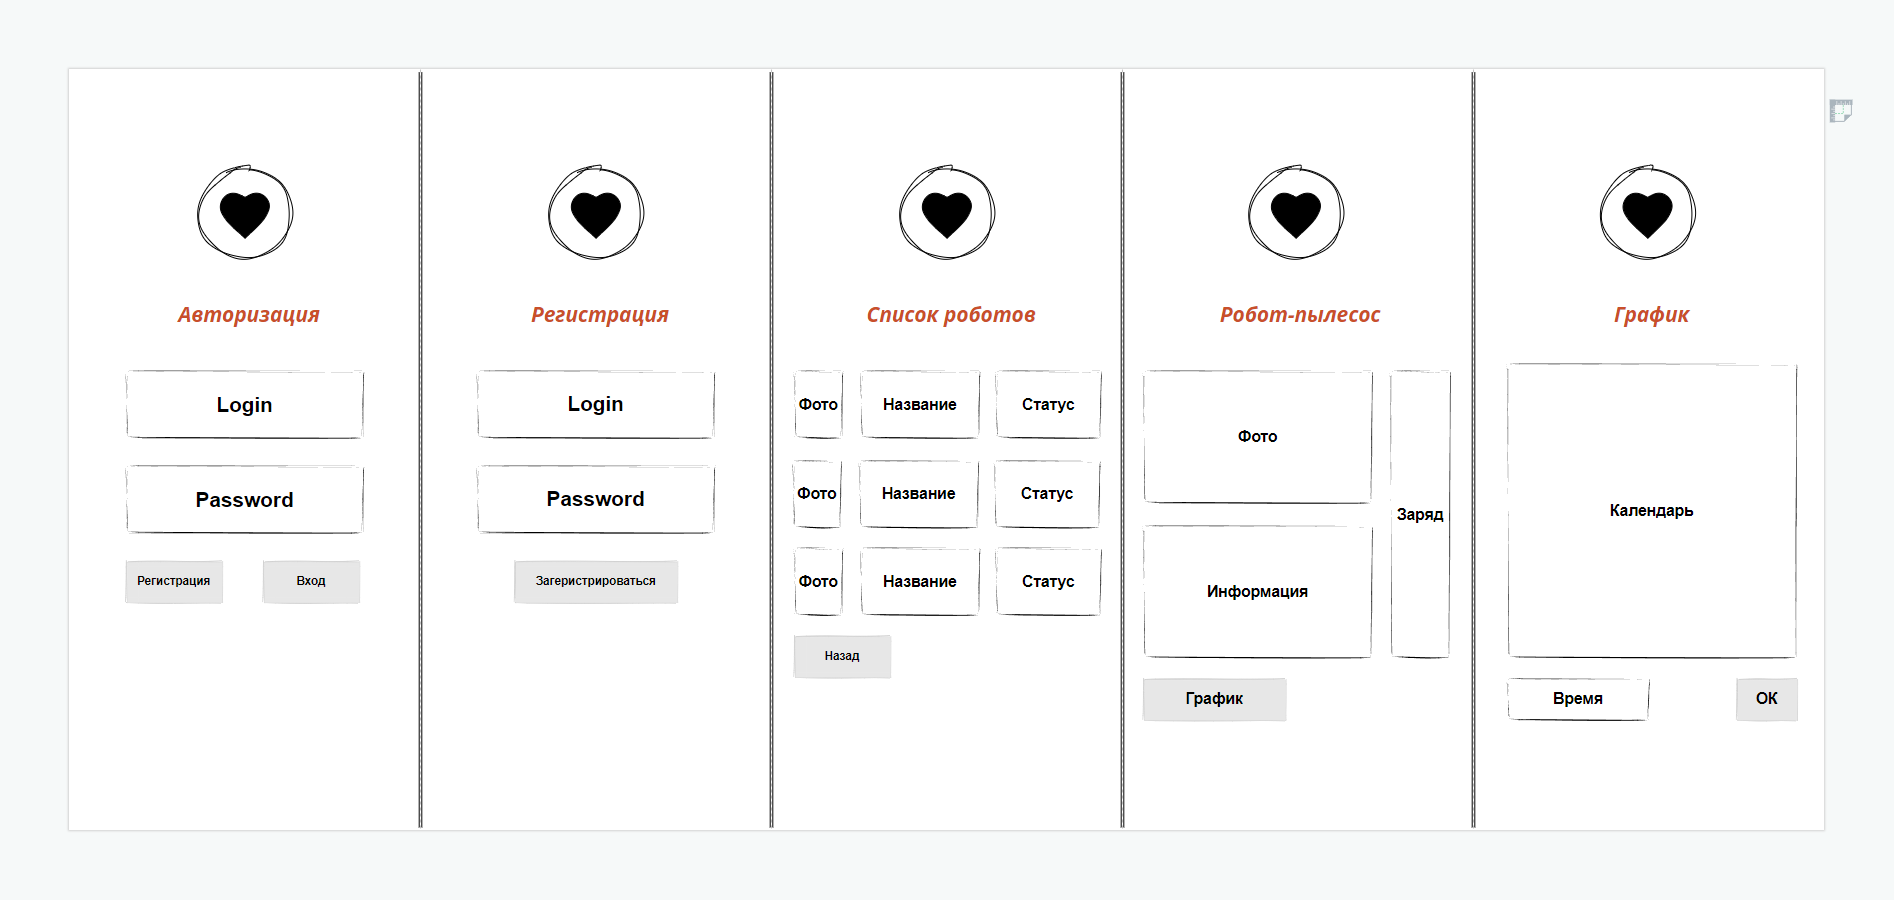 Авторизация
Login
Password
Регистрация
Вход
Регистрация
Login
Password
Загеристрироваться
Список роботов
Фото
Название
Статус
Фото
Название
Статус
Фото
Название
Статус
Назад
Робот-пылесос
Фото
Заряд
Информация
График
График
Календарь
Время
ОК